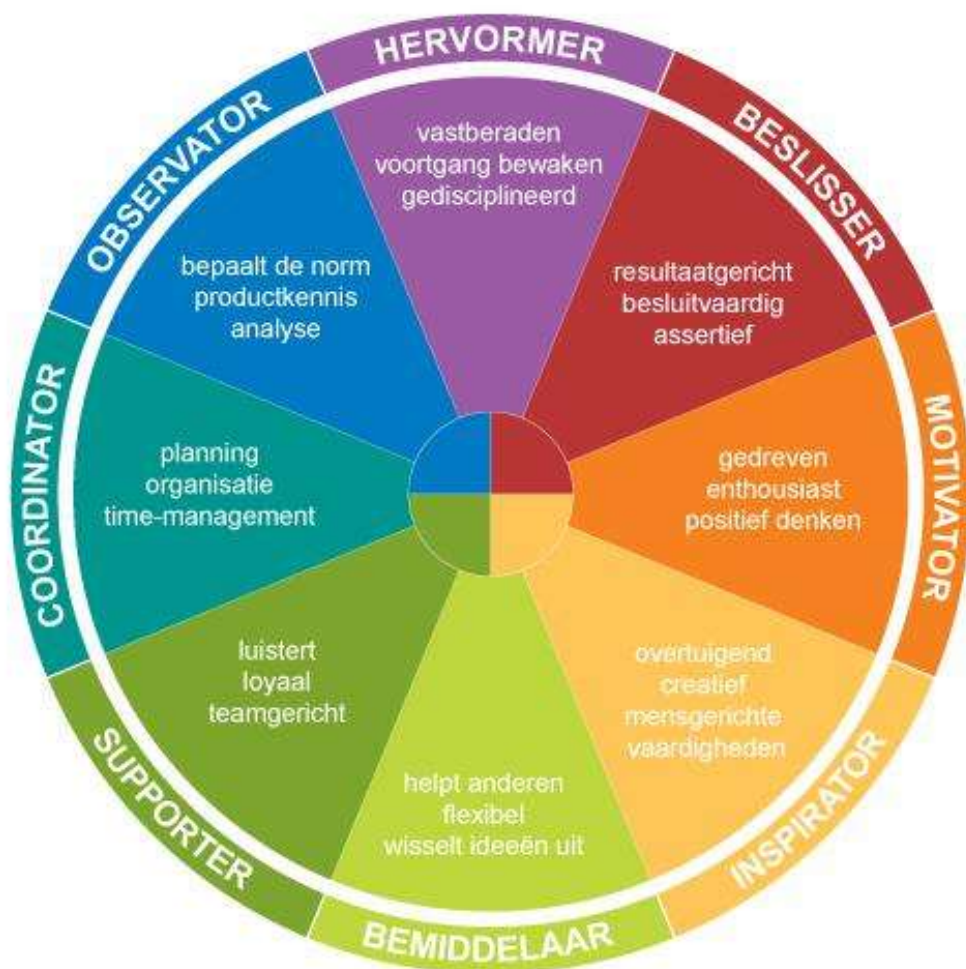 HERVORMER
vastberaden
voortgang bewaken
gedisciplineerd
BESLISSER
resultaatgericht
besluitvaardig
assertief
MOTIVATOR
gedreven
enthousiast
positief denken
INSPIRATOR
overtuigend
creatief
mensgerichte
vaardigheden
BEMIDDELAAR
helpt anderen
flexibel
wisselt ideeën uit
SUPPORTER
luistert
loyaal
teamgericht
COORDINATOR
planning
organisatie
time-management
OBSERVATOR
bepaalt de norm
productkennis
analyse